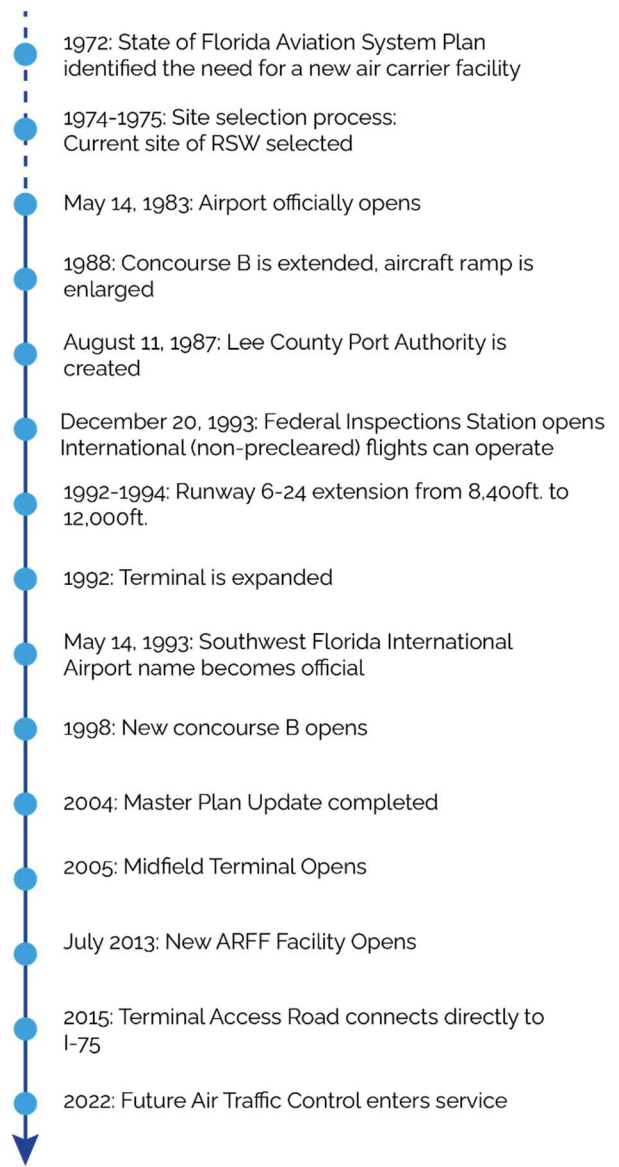 1972: State of Florida Aviation System Plan
identified the need for a new air carrier facility
1974-1975: Site selection process:
Current site of RSW selected
May 14, 1983: Airport officially opens
1988: Concourse B is extended, aircraft ramp is
enlarged
August 11, 1987: Lee County Port Authority is
created
December 20, 1993: Federal Inspections Station opens
International (non-precleared) flights can operate
1992-1994: Runway 6-24 extension from 8,400ft. to
12,000ft.
1992: Terminal is expanded
May 14, 1993: Southwest Florida International
Airport name becomes official
1998: New concourse B opens
2004: Master Plan Update completed
2005: Midfield Terminal Opens
July 2013: New ARFF Facility Opens
2015: Terminal Access Road connects directly to
I-75
2022: Future Air Traffic Control enters service